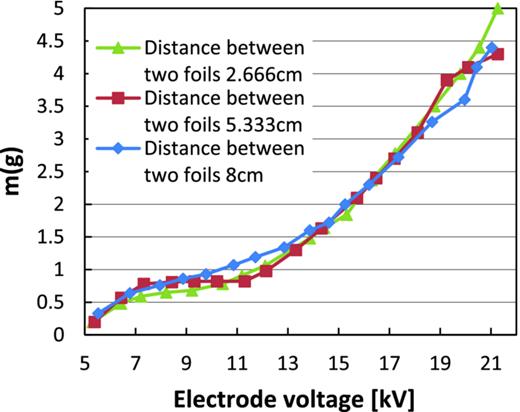 5
4.5
4
3.5
3
2.5
2
1.5
1
0.5
0
m(g)
Distance between
two foils 2.666cm
Distance between
two foils 5.333cm
Distance between
two foils 8cm
5 7 9 11 13 15 17 19 21
Electrode voltage [kV]